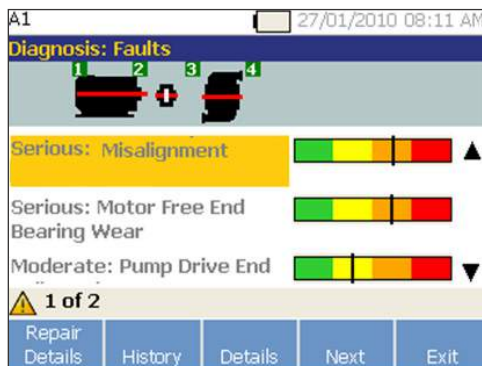 A1 27/01/2010 08:11 AM
Diagnosis: Faults
1 2 3 4
Serious: Misalignment
Serious: Motor Free End
Bearing Wear
Moderate: Pump Drive End
1 of 2
Repair
Details History Details Next Exit